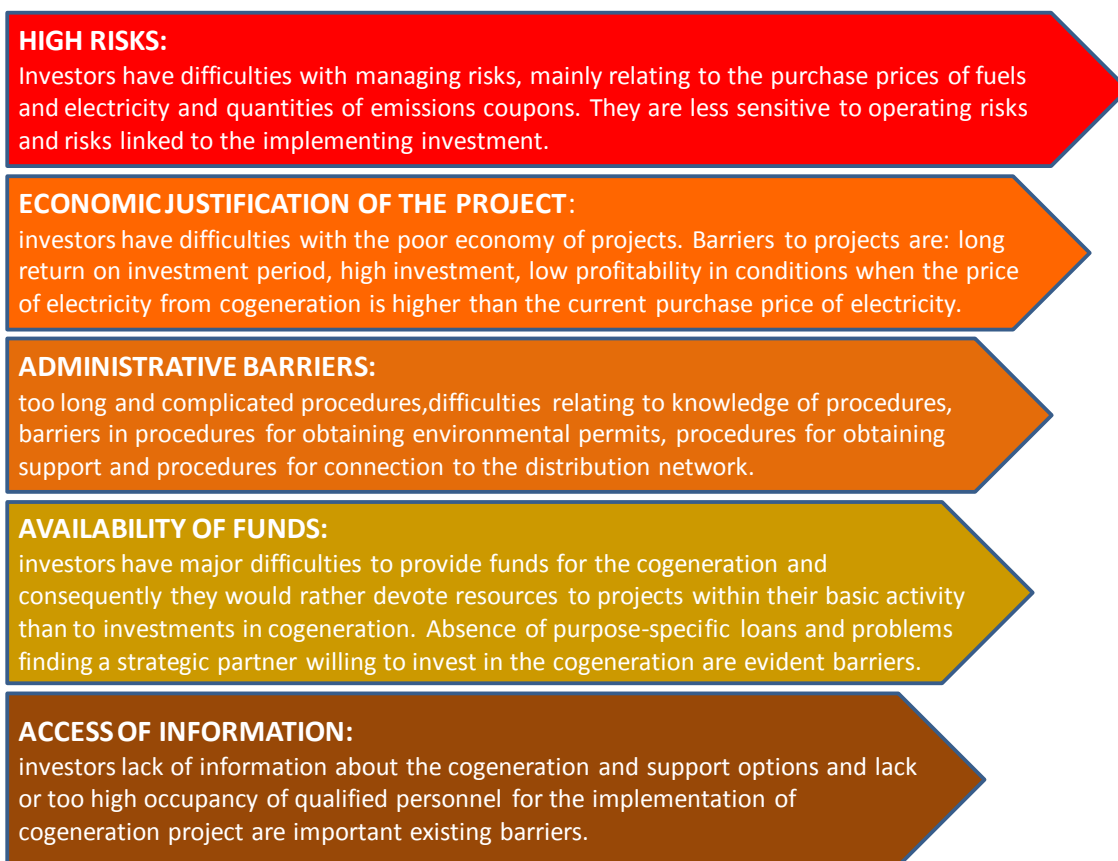 HIGH RISKS:
Investors have difficulties with managing risks, mainly relating to the purchase prices of fuels
and electricity and quantities of emissions coupons. They are less sensitive to operating risks
and risks linked to the implementing investment.
ECONOMIC JUSTIFICATION OF THE PROJECT:
investors have difficulties with the poor economy of projects. Barriers to projects are: long
return on investment period, high investment, low profitability in conditions when the price
of electricity from cogeneration is higher than the current purchase price of electricity.
ADMINISTRATIVE BARRIERS:
too long and complicated procedures,difficulties relating to knowledge of procedures,
barriers in procedures for obtaining environmental permits, procedures for obtaining
support and procedures for connection to the distribution network.
AVAILABILITY OF FUNDS:
investors have major difficulties to provide funds for the cogeneration and
consequently they would rather devote resources to projects within their basic activity
than to investments in cogeneration. Absence of purpose-specific loans and problems
finding a strategic partner willing to invest in the cogeneration are evident barriers.
ACCESS OF INFORMATION:
investors lack of information about the cogeneration and support options and lack
or too high occupancy of qualified personnel for the implementation of
cogeneration project are important existing barriers.